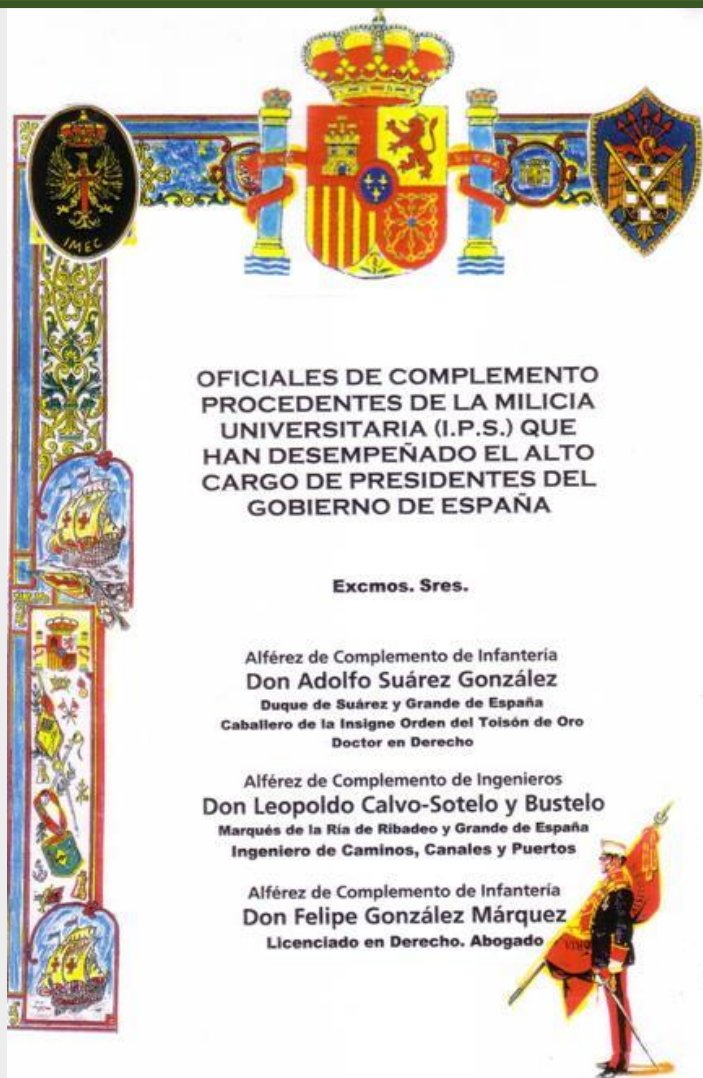 IMEC
OFICIALES DE COMPLEMENTO
PROCEDENTES DE LA MILICIA
UNIVERSITARIA (I.P.S.) QUE
HAN DESEMPEÑADO EL ALTO
CARGO DE PRESIDENTES DEL
GOBIERNO DE ESPAÑA
Excmos. Sres.
Alférez de Complemento de Infantería
Don Adolfo Suárez González
Duque de Suárez y Grande de España
Caballero de la Insigne Orden del Toisón de Oro
Doctor en Derecho
Alférez de Complemento de Ingenieros
Don Leopoldo Calvo-Sotelo y Bustelo
Marqués de la Ría de Ribadeo y Grande de España
Ingeniero de Caminos, Canales y Puertos
Alférez de Complemento de Infantería
Don Felipe González Márquez
Licenciado en Derecho. Abogado